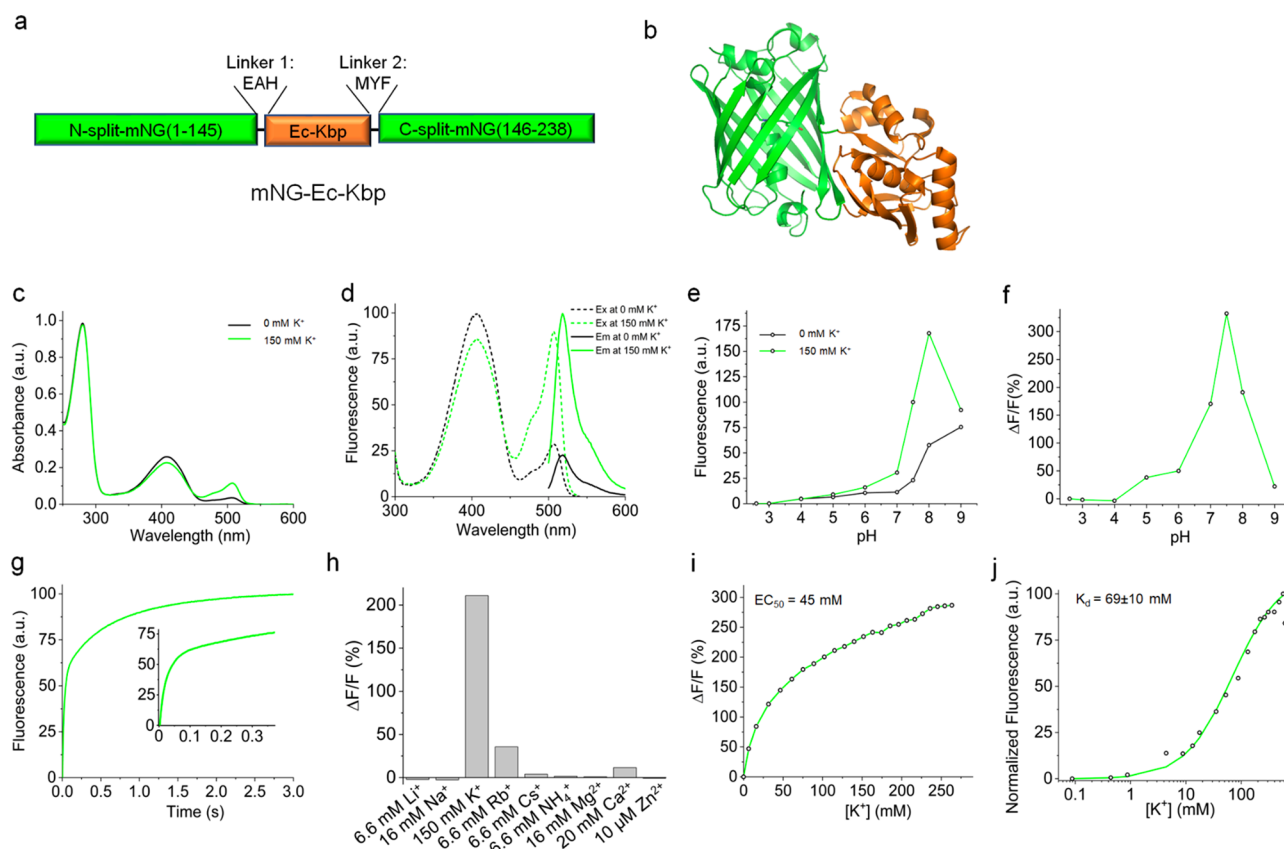 a
Linker 1:
EAH
Linker 2:
MYF
N-split-mNG(1-145)
Ec-Kbp
C-split-mNG(146-238)
mNG-Ec-Kbp
b
c
Absorbance (a.u.)
1.0
0.8
0.6
0.4
0.2
0.0
300
400
500
600
Wavelength (nm)
0 mM K⁺
150 mM K⁺
d
Fluorescence (a.u.)
100
75
50
25
0
300
400
500
600
Wavelength (nm)
Ex at 0 mM K⁺
Ex at 150 mM K⁺
Em at 0 mM K⁺
Em at 150 mM K⁺
e
Fluorescence (a.u.)
175
150
125
100
75
50
25
0
3
4
5
6
7
8
9
pH
0 mM K⁺
150 mM K⁺
f
ΔF/F(%)
300
250
200
150
100
50
0
3
4
5
6
7
8
9
pH
g
Fluorescence (a.u.)
100
75
50
25
0
0.0
0.5
1.0
1.5
2.0
2.5
3.0
Time (s)
75
50
25
0
0
0.1
0.2
0.3
h
ΔF/F (%)
200
150
100
50
0
6.6 mM Li⁺
16 mM Na⁺
150 mM K⁺
6.6 mM Rb⁺
6.6 mM Cs⁺
6.6 mM NH₄⁺
16 mM Mg²⁺
20 mM Ca²⁺
10 µM Zn²⁺
i
EC₅₀ = 45 mM
ΔF/F (%)
300
250
200
150
100
50
0
0
50
100
150
200
250
[K⁺] (mM)
j
K_d = 69±10 mM
Normalized Fluorescence (a.u.)
100
75
50
25
0
0.1
1
10
100
[K⁺] (mM)